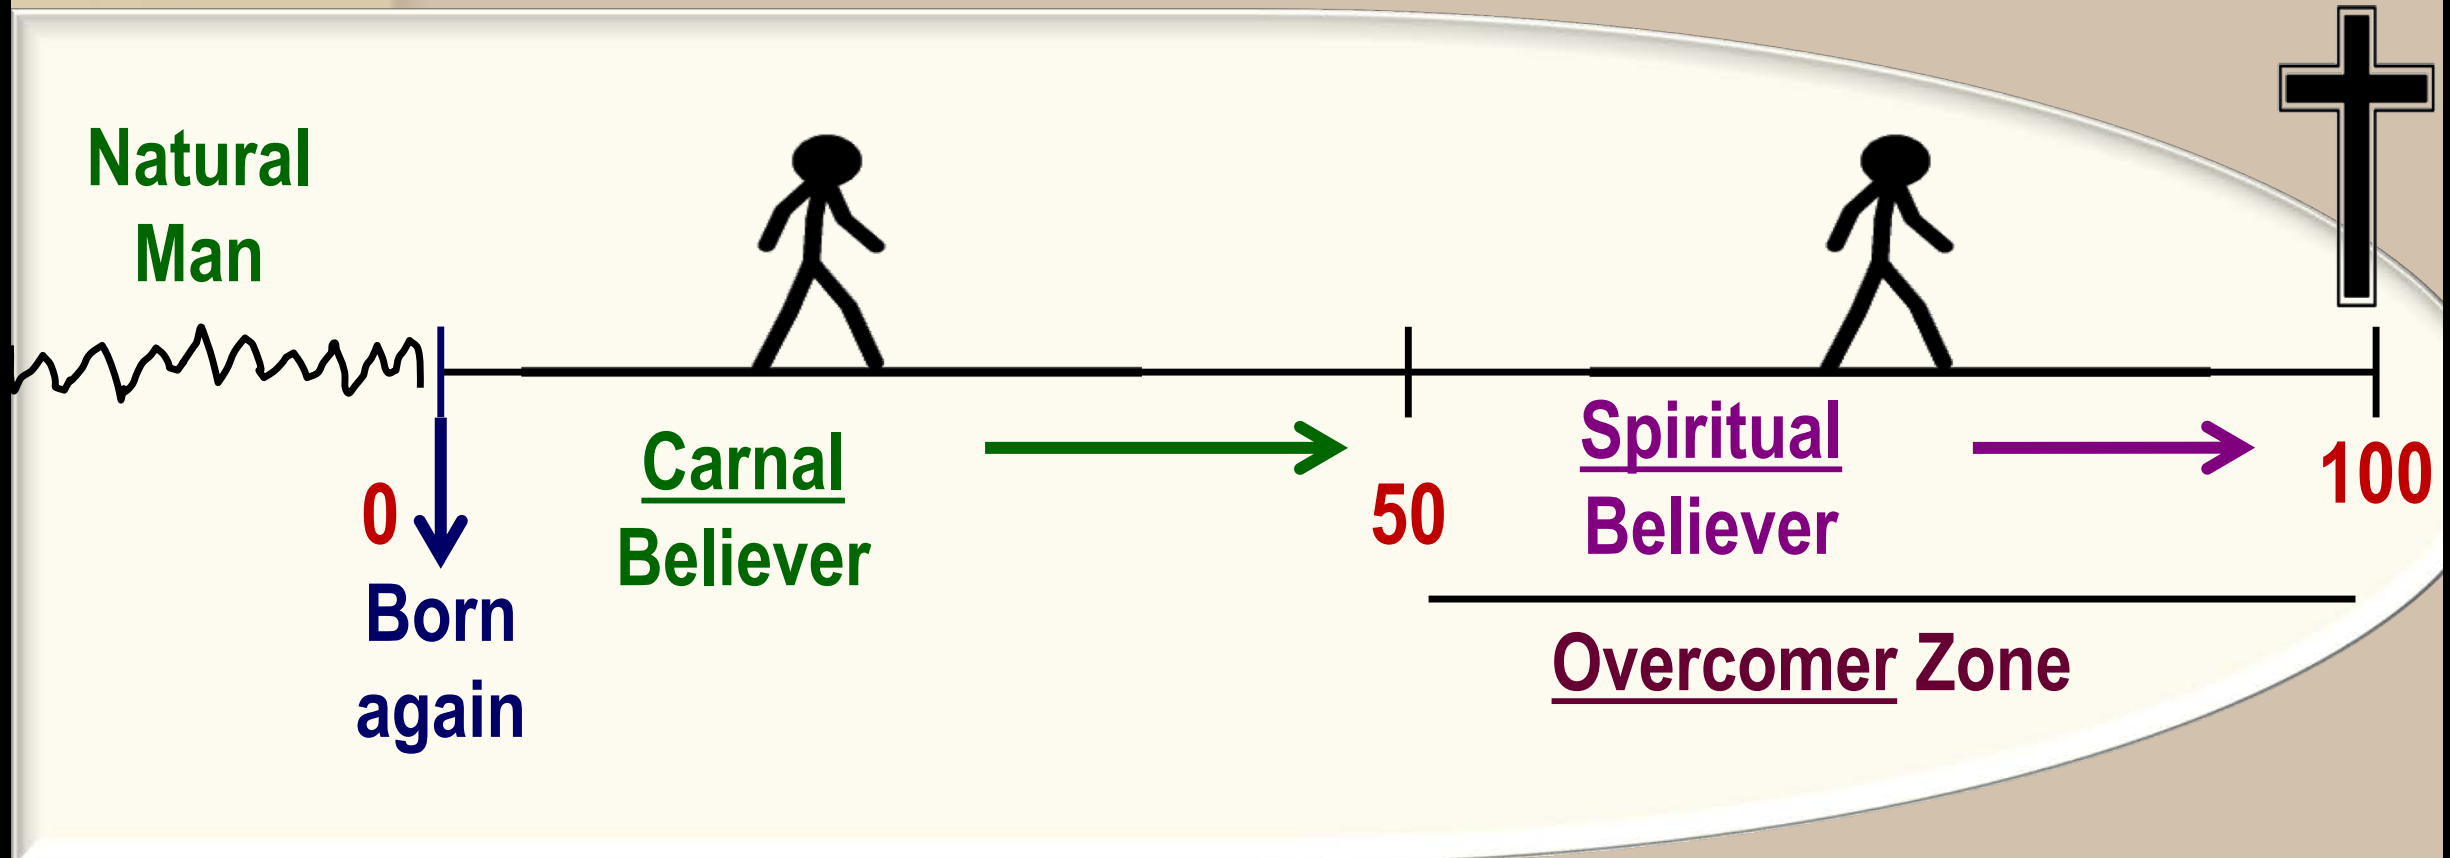 Natural
Man
0
Born
again
Carnal
Believer
50
Spiritual
Believer
100
Overcomer Zone